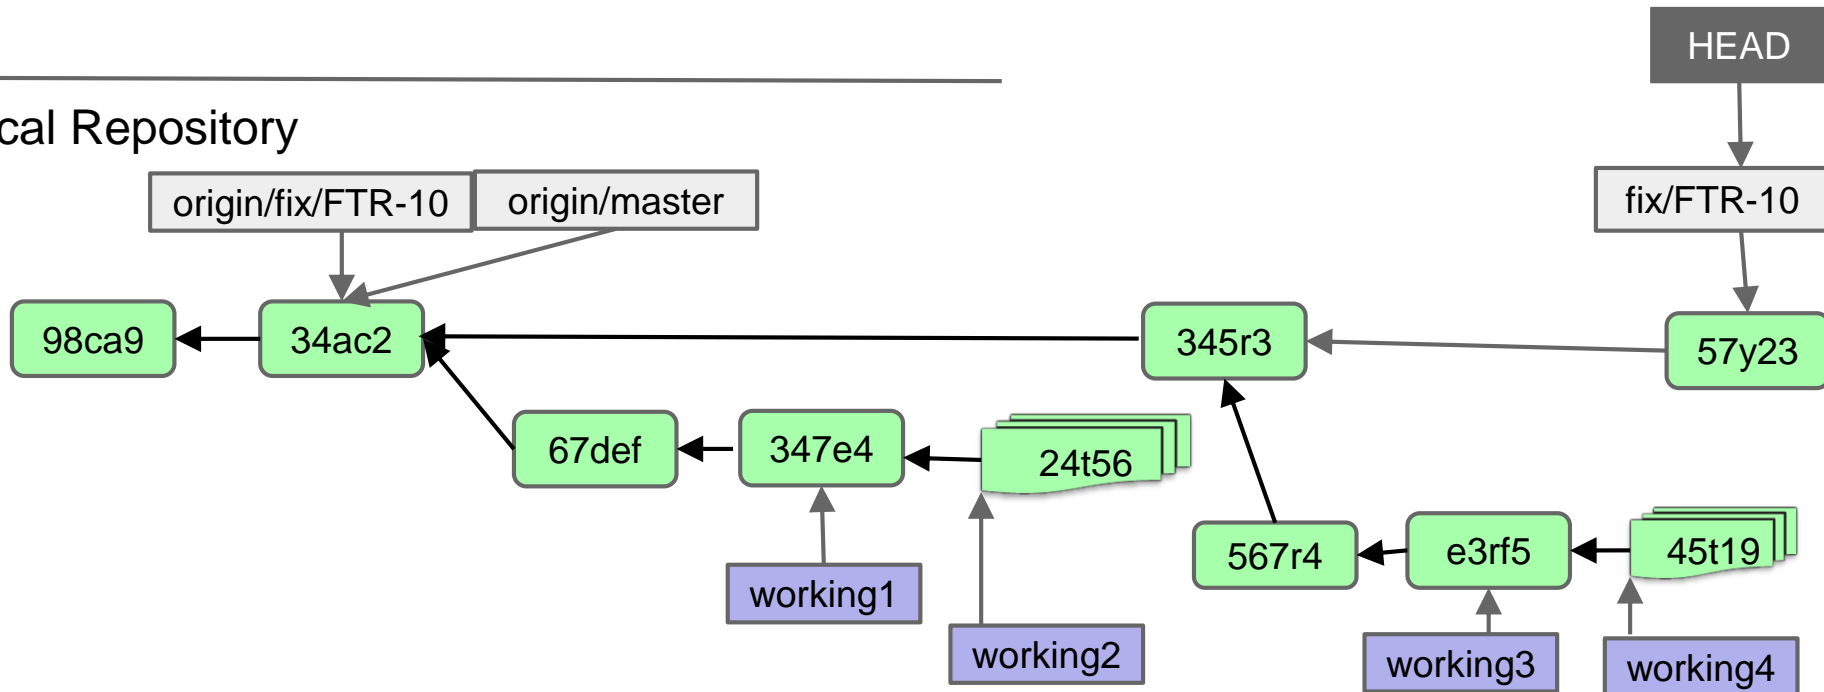 HEAD
cal Repository
origin/fix/FTR-10
origin/master
fix/FTR-10
98ca9
34ac2
345r3
57y23
67def
347e4
24t56
567r4
e3rf5
45t19
working1
working2
working3
working4